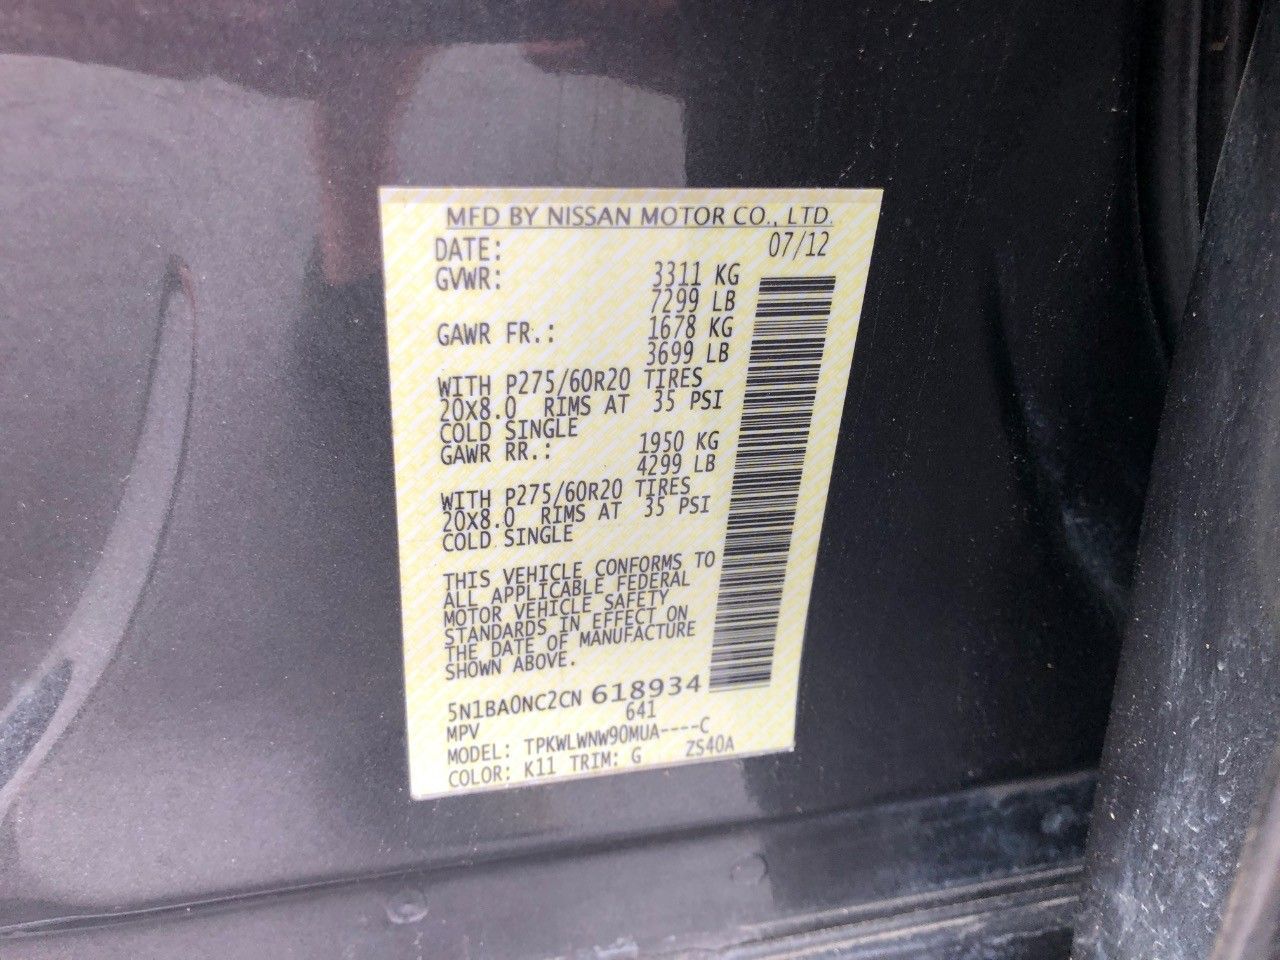 MFD BY NISSAN MOTOR CO., LTD.
DATE: 07/12
GVWR: 3311 KG
7299 LB
GAWR FR.: 1678 KG
3699 LB
WITH P275/60R20 TIRES
20X8.0 RIMS AT 35 PSI
COLD SINGLE
GAWR RR.: 1950 KG
4299 LB
WITH P275/60R20 TIRES
20X8.0 RIMS AT 35 PSI
COLD SINGLE
THIS VEHICLE CONFORMS TO
ALL APPLICABLE FEDERAL
MOTOR VEHICLE SAFETY
STANDARDS IN EFFECT ON
THE DATE OF MANUFACTURE
SHOWN ABOVE.
5N1BA0NC2CN 618934
MPV 641
MODEL: TPKWLWNW90MUA----C
COLOR: K11 TRIM: G ZS40A